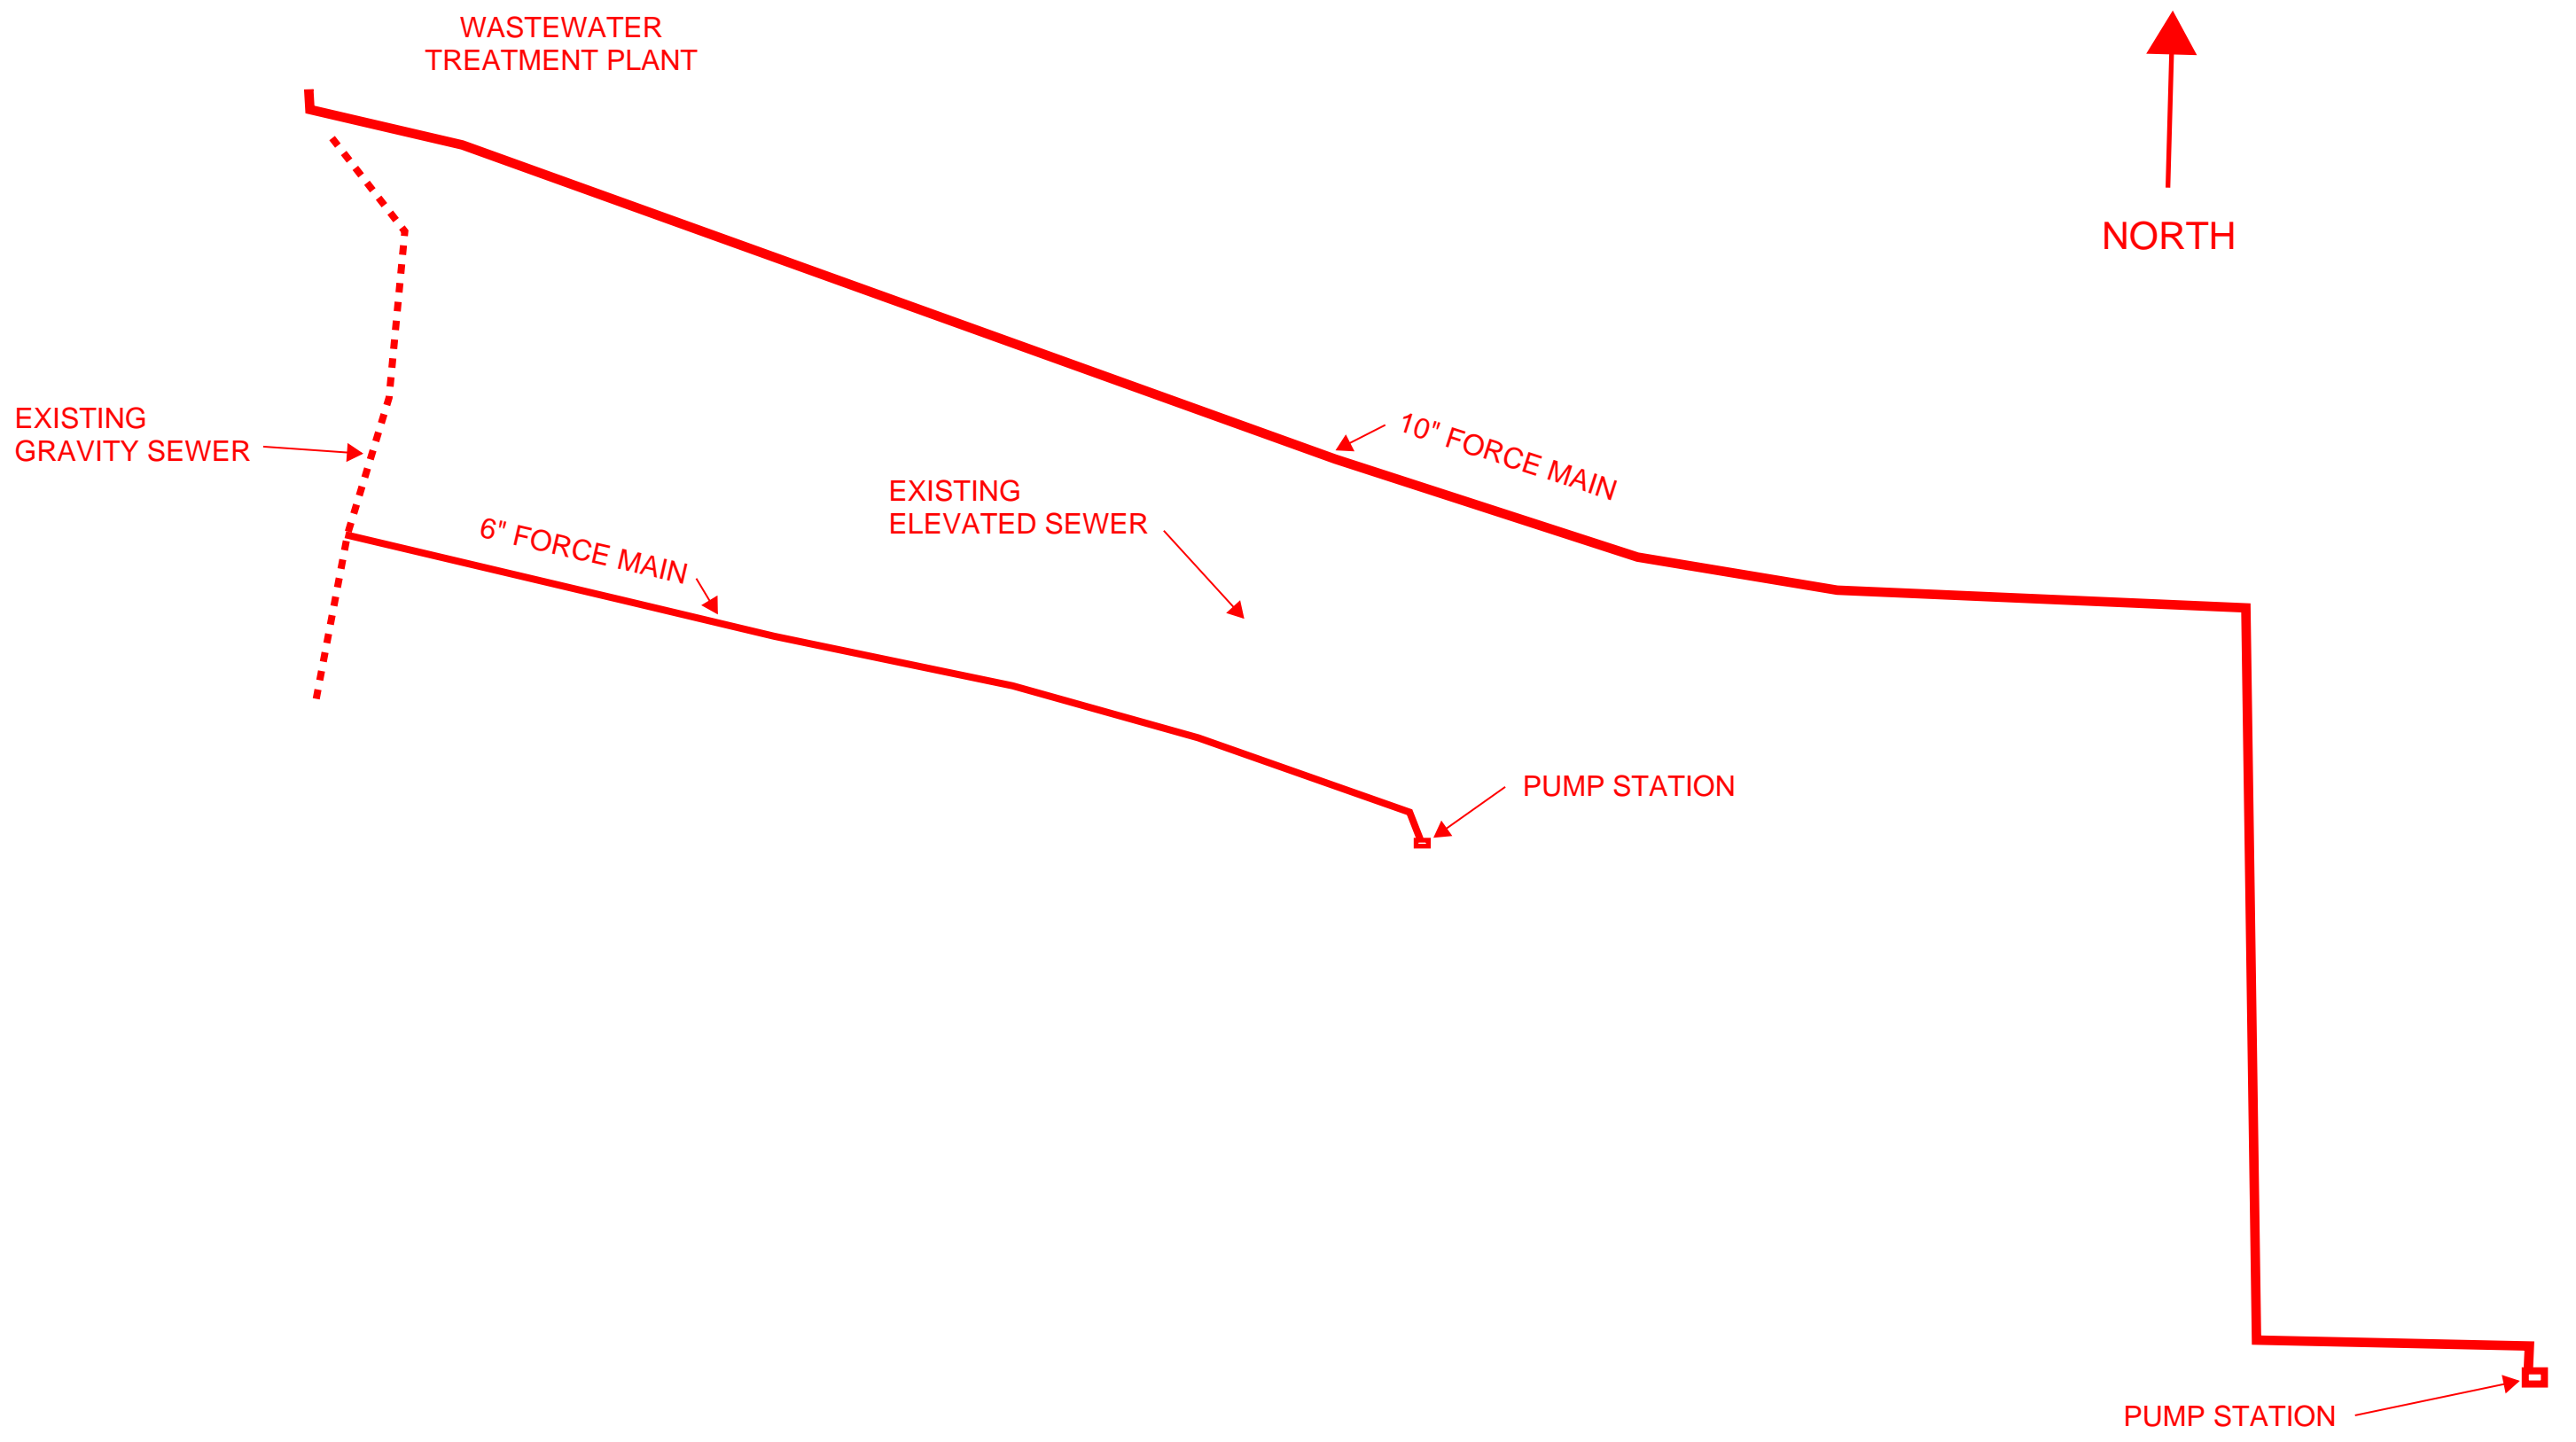 WASTEWATER
TREATMENT PLANT
NORTH
EXISTING
GRAVITY SEWER
10" FORCE MAIN
EXISTING
ELEVATED SEWER
6" FORCE MAIN
PUMP STATION
PUMP STATION